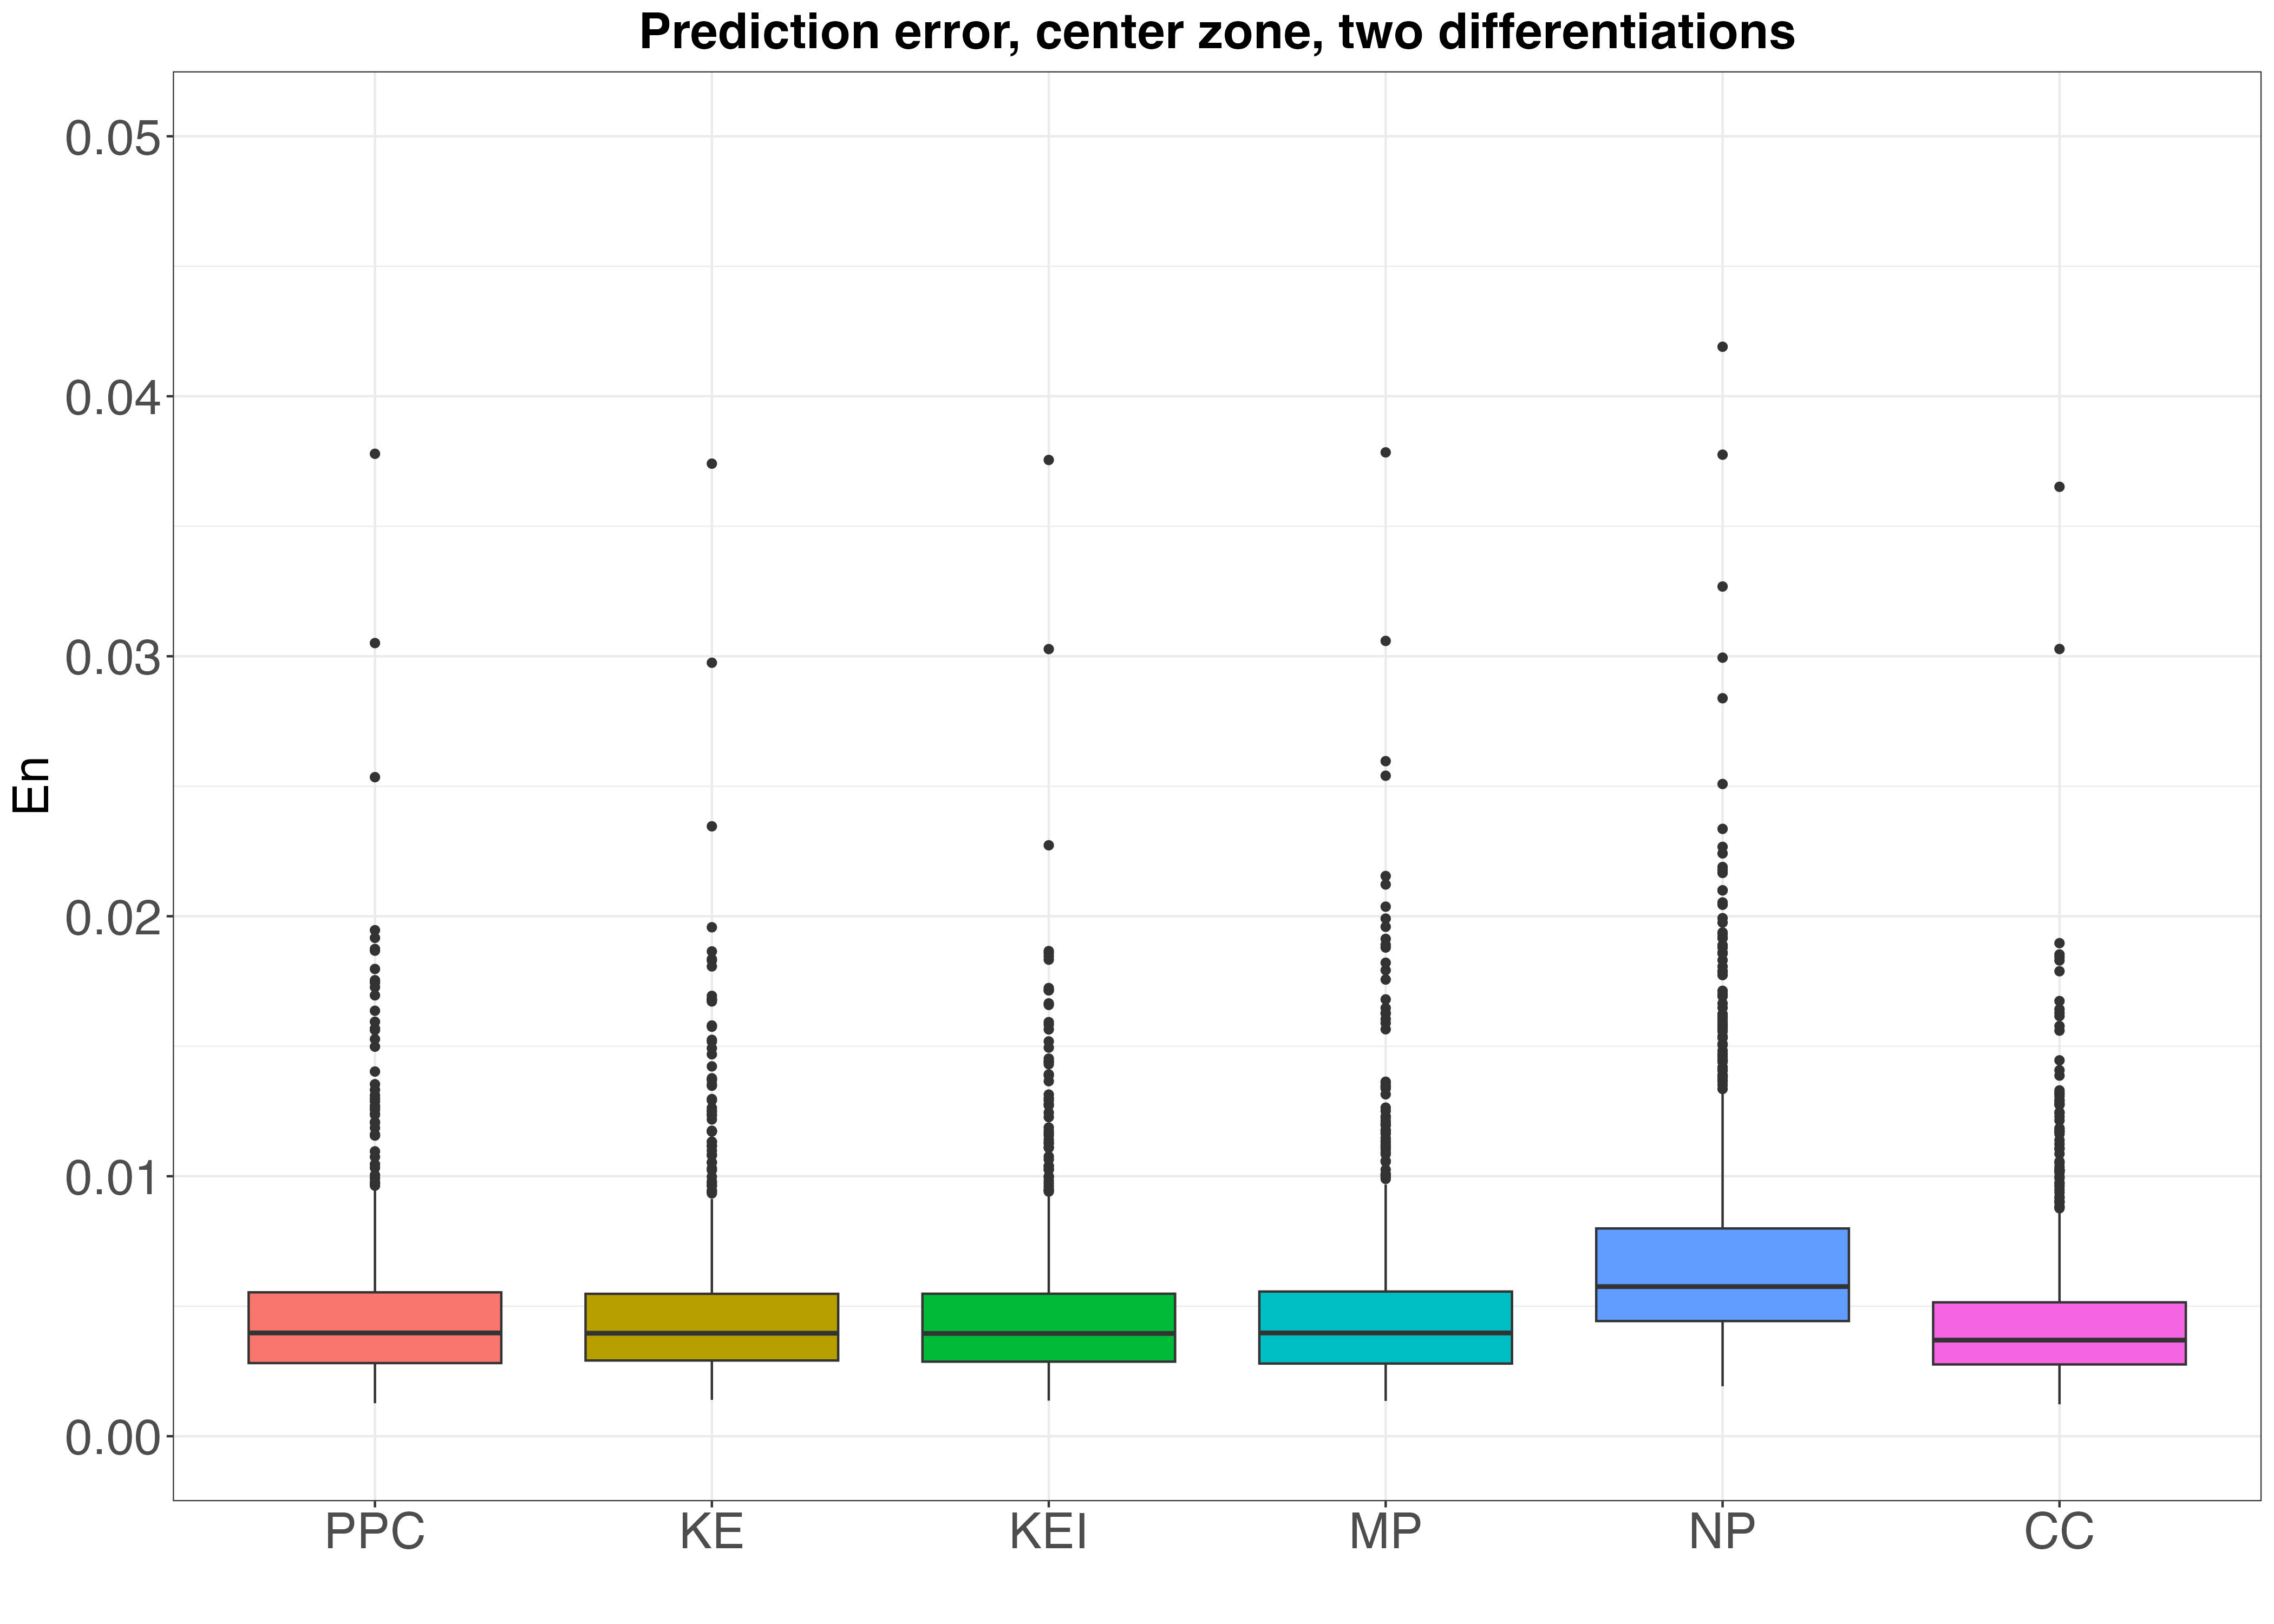 Prediction error, center zone, two differentiations
En
0.05
0.04
0.03
0.02
0.01
0.00
PPC KE KEI MP NP CC